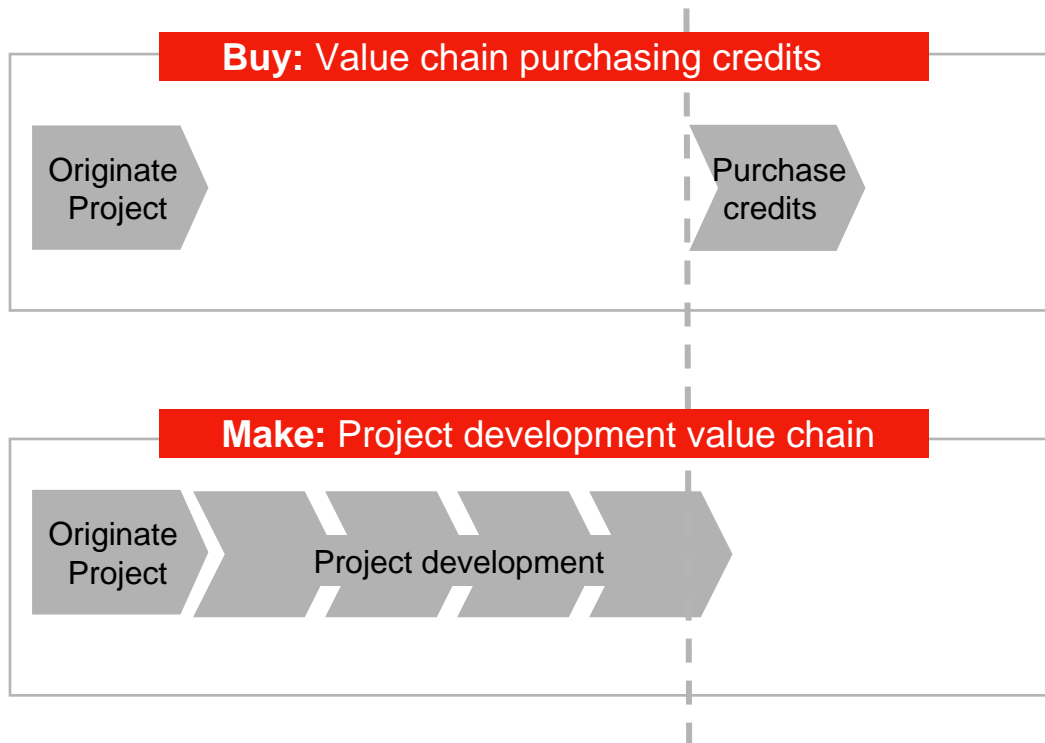 Buy: Value chain purchasing credits
Originate
Project
Purchase
credits
Make: Project development value chain
Originate
Project
Project development